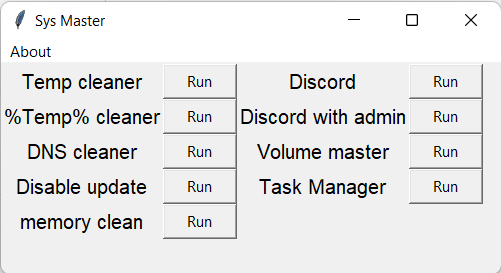 Sys Master
About
Temp cleaner Run Discord Run
%Temp% cleaner Run Discord with admin Run
DNS cleaner Run Volume master Run
Disable update Run Task Manager Run
memory clean Run